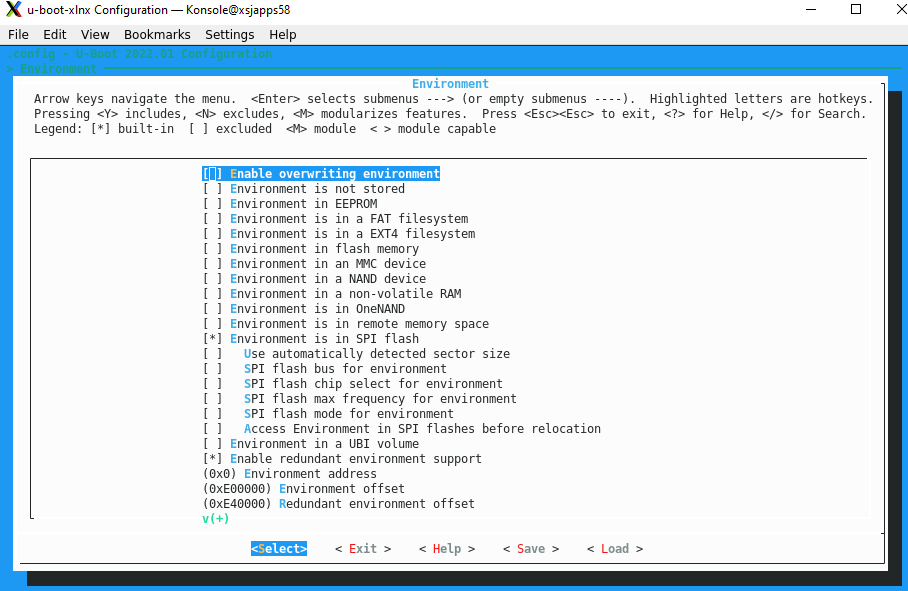 u-boot-xlnx Configuration — Konsole@xsjapps58
File Edit View Bookmarks Settings Help
.config - U-Boot 2022.01 Configuration
> Environment
Environment
Arrow keys navigate the menu. <Enter> selects submenus ---> (or empty submenus ----). Highlighted letters are hotkeys.
Pressing <Y> includes, <N> excludes, <M> modularizes features. Press <Esc><Esc> to exit, <?> for Help, </> for Search.
Legend: [*] built-in [ ] excluded <M> module < > module capable
[ ] Enable overwriting environment
[ ] Environment is not stored
[ ] Environment in EEPROM
[ ] Environment is in a FAT filesystem
[ ] Environment is in a EXT4 filesystem
[ ] Environment in flash memory
[ ] Environment in an MMC device
[ ] Environment in a NAND device
[ ] Environment in a non-volatile RAM
[ ] Environment is in OneNAND
[ ] Environment is in remote memory space
[*] Environment is in SPI flash
[ ] Use automatically detected sector size
[ ] SPI flash bus for environment
[ ] SPI flash chip select for environment
[ ] SPI flash max frequency for environment
[ ] SPI flash mode for environment
[ ] Access Environment in SPI flashes before relocation
[ ] Environment in a UBI volume
[*] Enable redundant environment support
(0x0) Environment address
(0xE00000) Environment offset
(0xE40000) Redundant environment offset
v(+)
<Select> < Exit > < Help > < Save > < Load >